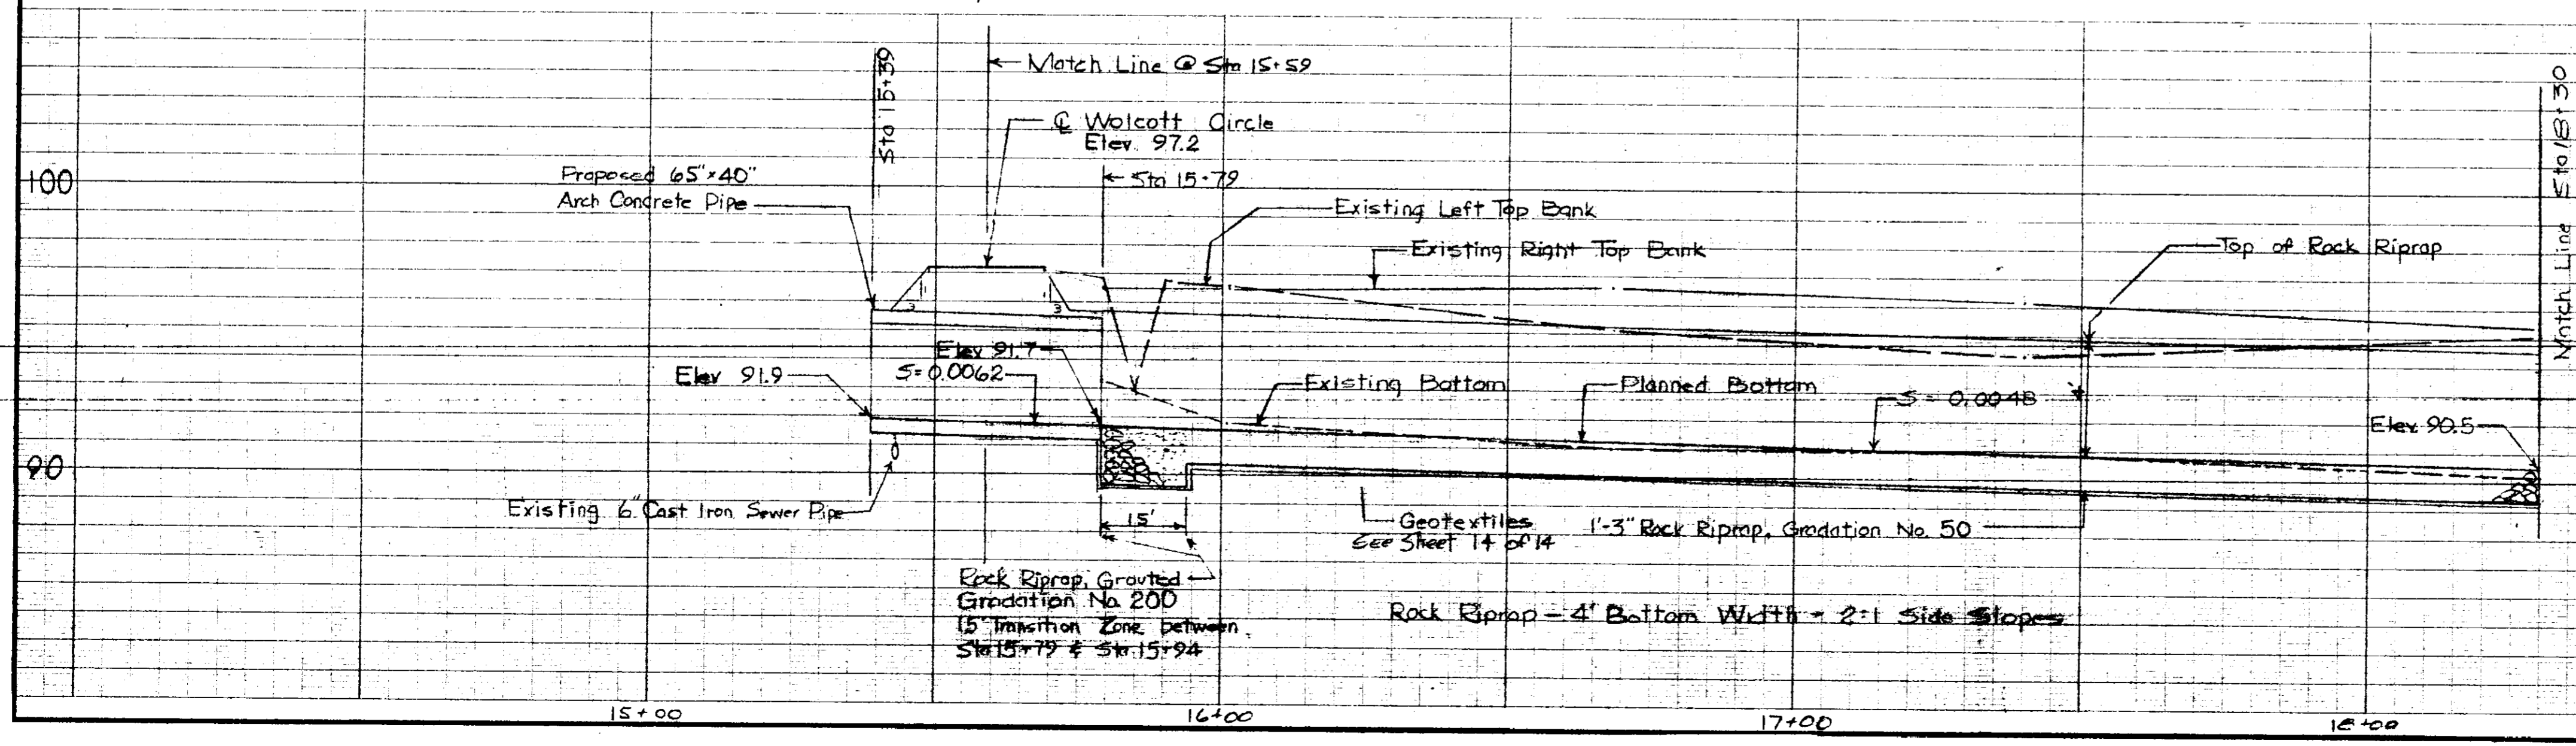 Sta 15+39
Match Line @ Sta 15+59
℄ Wolcott Circle
Elev. 97.2
Sta 15+79
Proposed 65"×40"
Arch Concrete Pipe
100
Existing Left Top Bank
Existing Right Top Bank
Top of Rock Riprap
Match Line Sta 18+30
Elev 91.7
S=0.0062
Elev 91.9
Existing Bottom
Planned Bottom
S=0.0048
Elev. 90.5
90
1
3
1
3
Existing 6" Cast Iron Sewer Pipe
15'
Geotextiles
See Sheet 14 of 14
1'-3" Rock Riprap, Gradation No. 50
Rock Riprap, Grouted
Gradation No. 200
15' Transition Zone between
Sta 15+79 & Sta 15+94
Rock Riprap - 4' Bottom Width - 2:1 Side Slopes
15+00
16+00
17+00
18+00